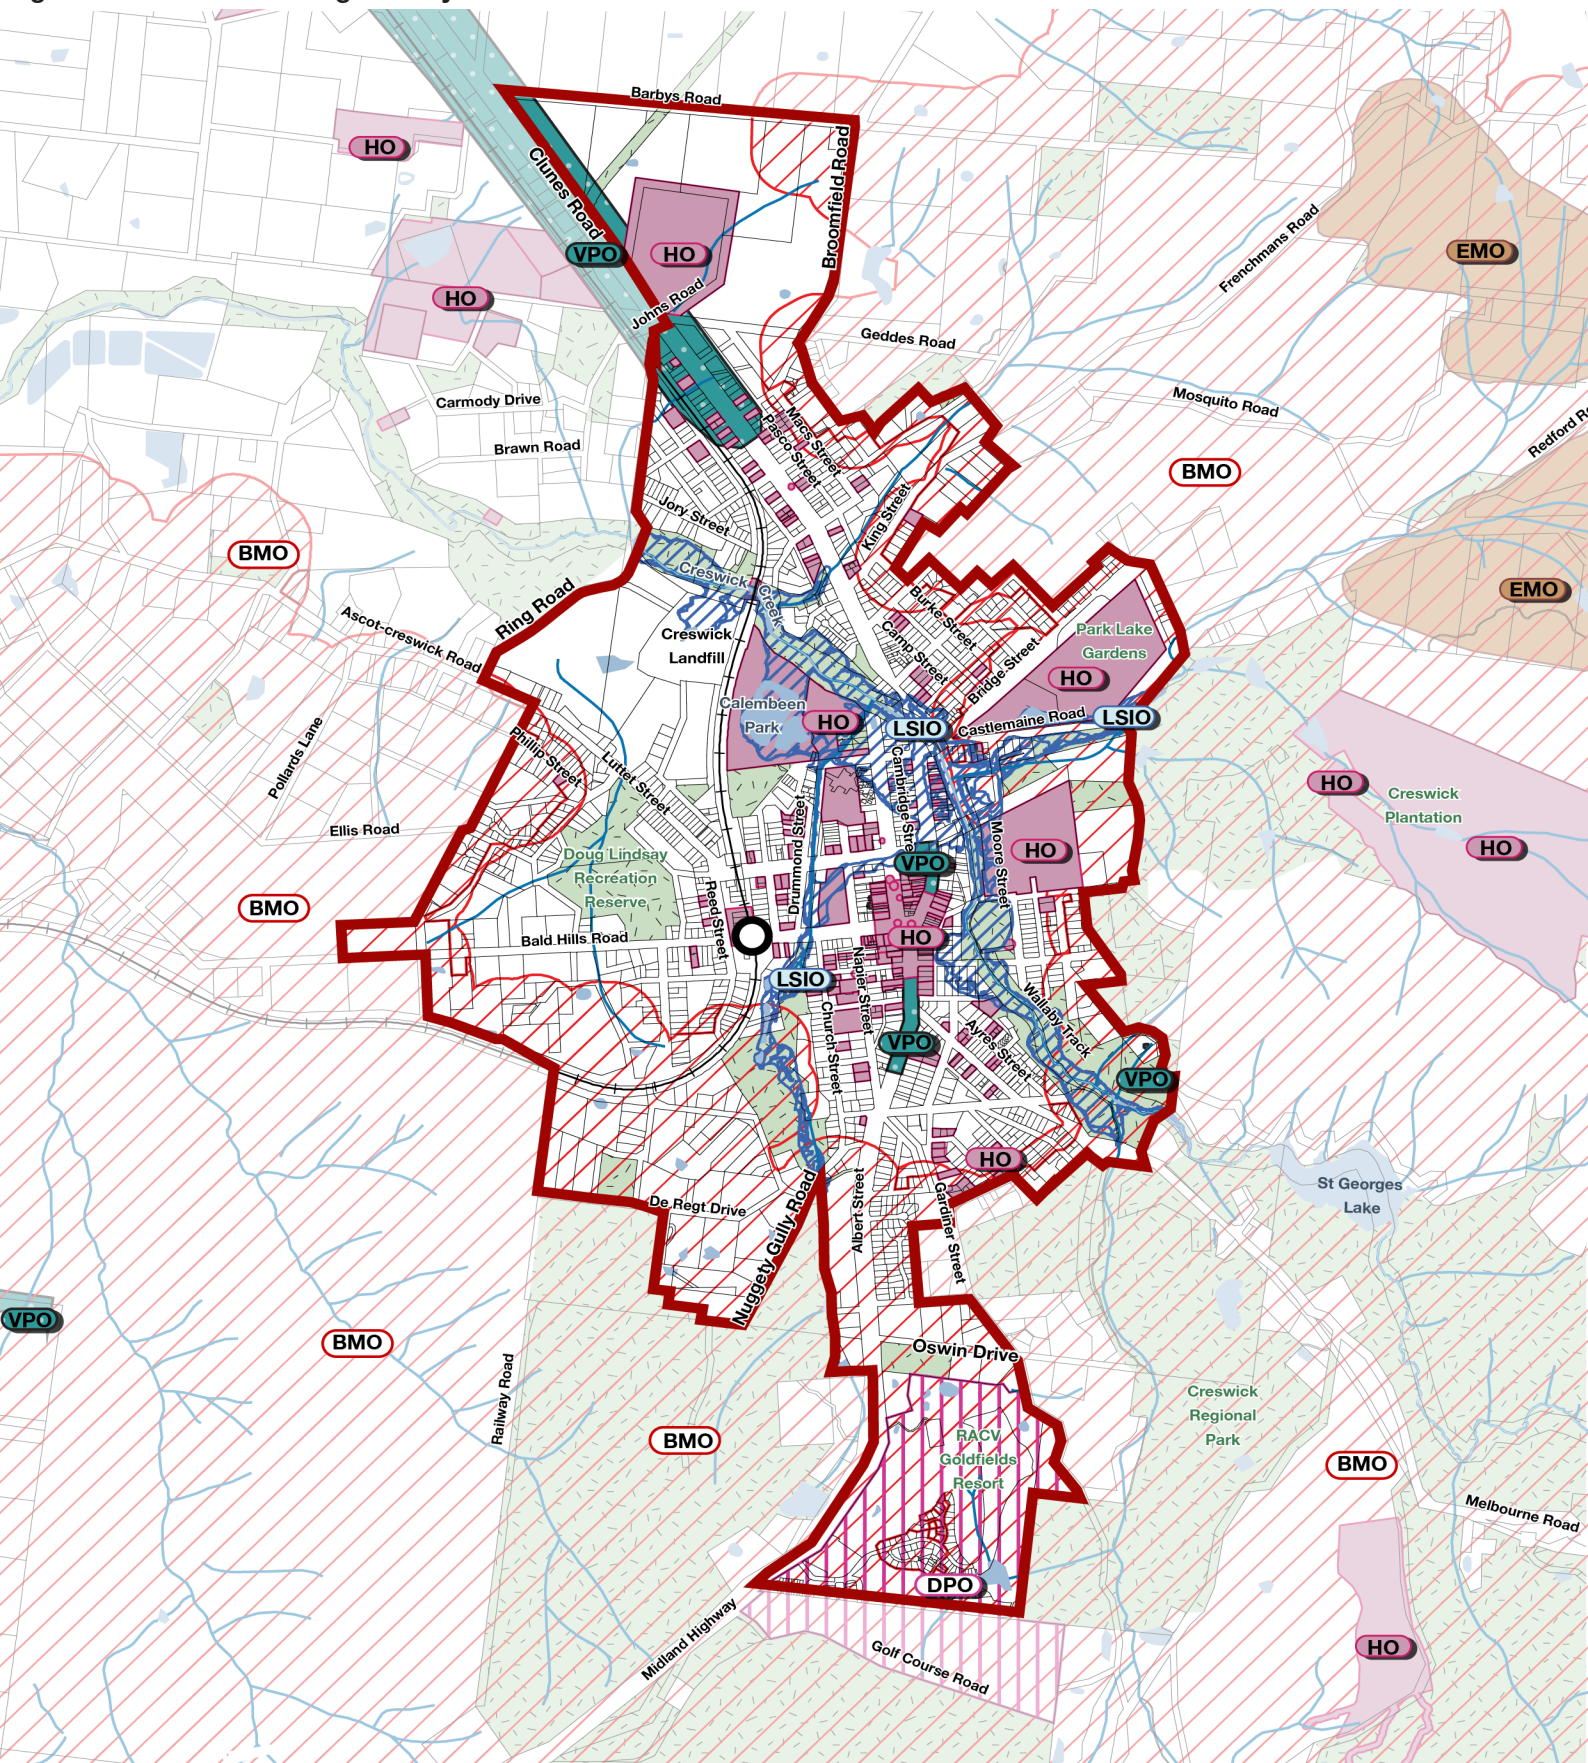 Barbys Road
HO
Clunes Road
Broomfield Road
VPO
HO
EMO
Frenchmans Road
HO
Johns Road
Geddes Road
Carmody Drive
Mosquito Road
Macs Street
Pasco Street
Redford R
Brawn Road
BMO
Jory Street
King Street
BMO
Creswick
Creek
EMO
Ring Road
Burke Street
Ascot-creswick Road
Creswick
Landfill
Camp Street
Park Lake
Gardens
Bridge Street
HO
Calembeen
Park
HO
LSIO
Castlemaine Road
LSIO
Pollards Lane
Phillip Street
Luttet Street
Cambridge Stre
HO
Creswick
Plantation
Drummond Street
Moore Street
Ellis Road
HO
HO
Doug Lindsay
Recreation
Reserve
VPO
BMO
Reed Street
Bald Hills Road
HO
LSIO
Napier Street
Church Street
Wallaby Track
Ayres Street
VPO
VPO
HO
St Georges
Lake
De Regt Drive
Nuggety Gully Road
Albert Street
Gardiner Street
VPO
BMO
Oswin Drive
Railway Road
Creswick
Regional
Park
BMO
RACV
Goldfields
Resort
BMO
Melbourne Road
DPO
Midland Highway
Golf Course Road
HO